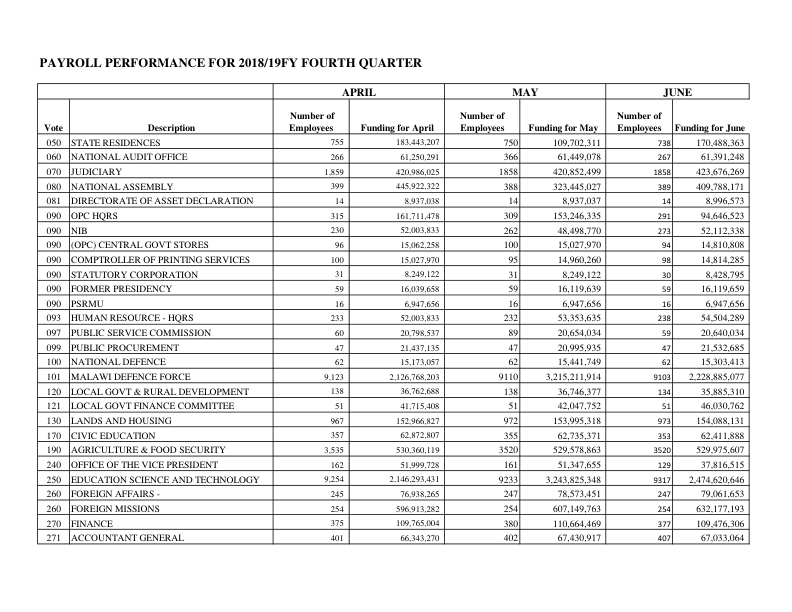 PAYROLL PERFORMANCE FOR 2018/19FY FOURTH QUARTER
APRIL MAY JUNE
Vote Description Number of Employees Funding for April Number of Employees Funding for May Number of Employees Funding for June
050 STATE RESIDENCES 755 183,443,207 750 109,702,311 738 170,488,363
060 NATIONAL AUDIT OFFICE 266 61,250,291 366 61,449,078 267 61,391,248
070 JUDICIARY 1,859 420,986,025 1858 420,852,499 1858 423,676,269
080 NATIONAL ASSEMBLY 399 445,922,322 388 323,445,027 389 409,788,171
081 DIRECTORATE OF ASSET DECLARATION 14 8,937,038 14 8,937,037 14 8,996,573
090 OPC HQRS 315 161,711,478 309 153,246,335 291 94,646,523
090 NIB 230 52,003,833 262 48,498,770 273 52,112,338
090 (OPC) CENTRAL GOVT STORES 96 15,062,258 100 15,027,970 94 14,810,808
090 COMPTROLLER OF PRINTING SERVICES 100 15,027,970 95 14,960,260 98 14,814,285
090 STATUTORY CORPORATION 31 8,249,122 31 8,249,122 30 8,428,795
090 FORMER PRESIDENCY 59 16,039,658 59 16,119,639 59 16,119,659
090 PSRMU 16 6,947,656 16 6,947,656 16 6,947,656
093 HUMAN RESOURCE - HQRS 233 52,003,833 232 53,353,635 238 54,504,289
097 PUBLIC SERVICE COMMISSION 60 20,798,537 89 20,654,034 59 20,640,034
099 PUBLIC PROCUREMENT 47 21,437,135 47 20,995,935 47 21,532,685
100 NATIONAL DEFENCE 62 15,173,057 62 15,441,749 62 15,303,413
101 MALAWI DEFENCE FORCE 9,123 2,126,768,203 9110 3,215,211,914 9103 2,228,885,077
120 LOCAL GOVT & RURAL DEVELOPMENT 138 36,762,688 138 36,746,377 134 35,885,310
121 LOCAL GOVT FINANCE COMMITTEE 51 41,715,408 51 42,047,752 51 46,030,762
130 LANDS AND HOUSING 967 152,966,827 972 153,995,318 973 154,088,131
170 CIVIC EDUCATION 357 62,872,807 355 62,735,371 353 62,411,888
190 AGRICULTURE & FOOD SECURITY 3,535 530,360,119 3520 529,578,863 3520 529,975,607
240 OFFICE OF THE VICE PRESIDENT 162 51,999,728 161 51,347,655 129 37,816,515
250 EDUCATION SCIENCE AND TECHNOLOGY 9,254 2,146,293,431 9233 3,243,825,348 9317 2,474,620,646
260 FOREIGN AFFAIRS - 245 76,938,265 247 78,573,451 247 79,061,653
260 FOREIGN MISSIONS 254 596,913,282 254 607,149,763 254 632,177,193
270 FINANCE 375 109,765,004 380 110,664,469 377 109,476,306
271 ACCOUNTANT GENERAL 401 66,343,270 402 67,430,917 407 67,033,064